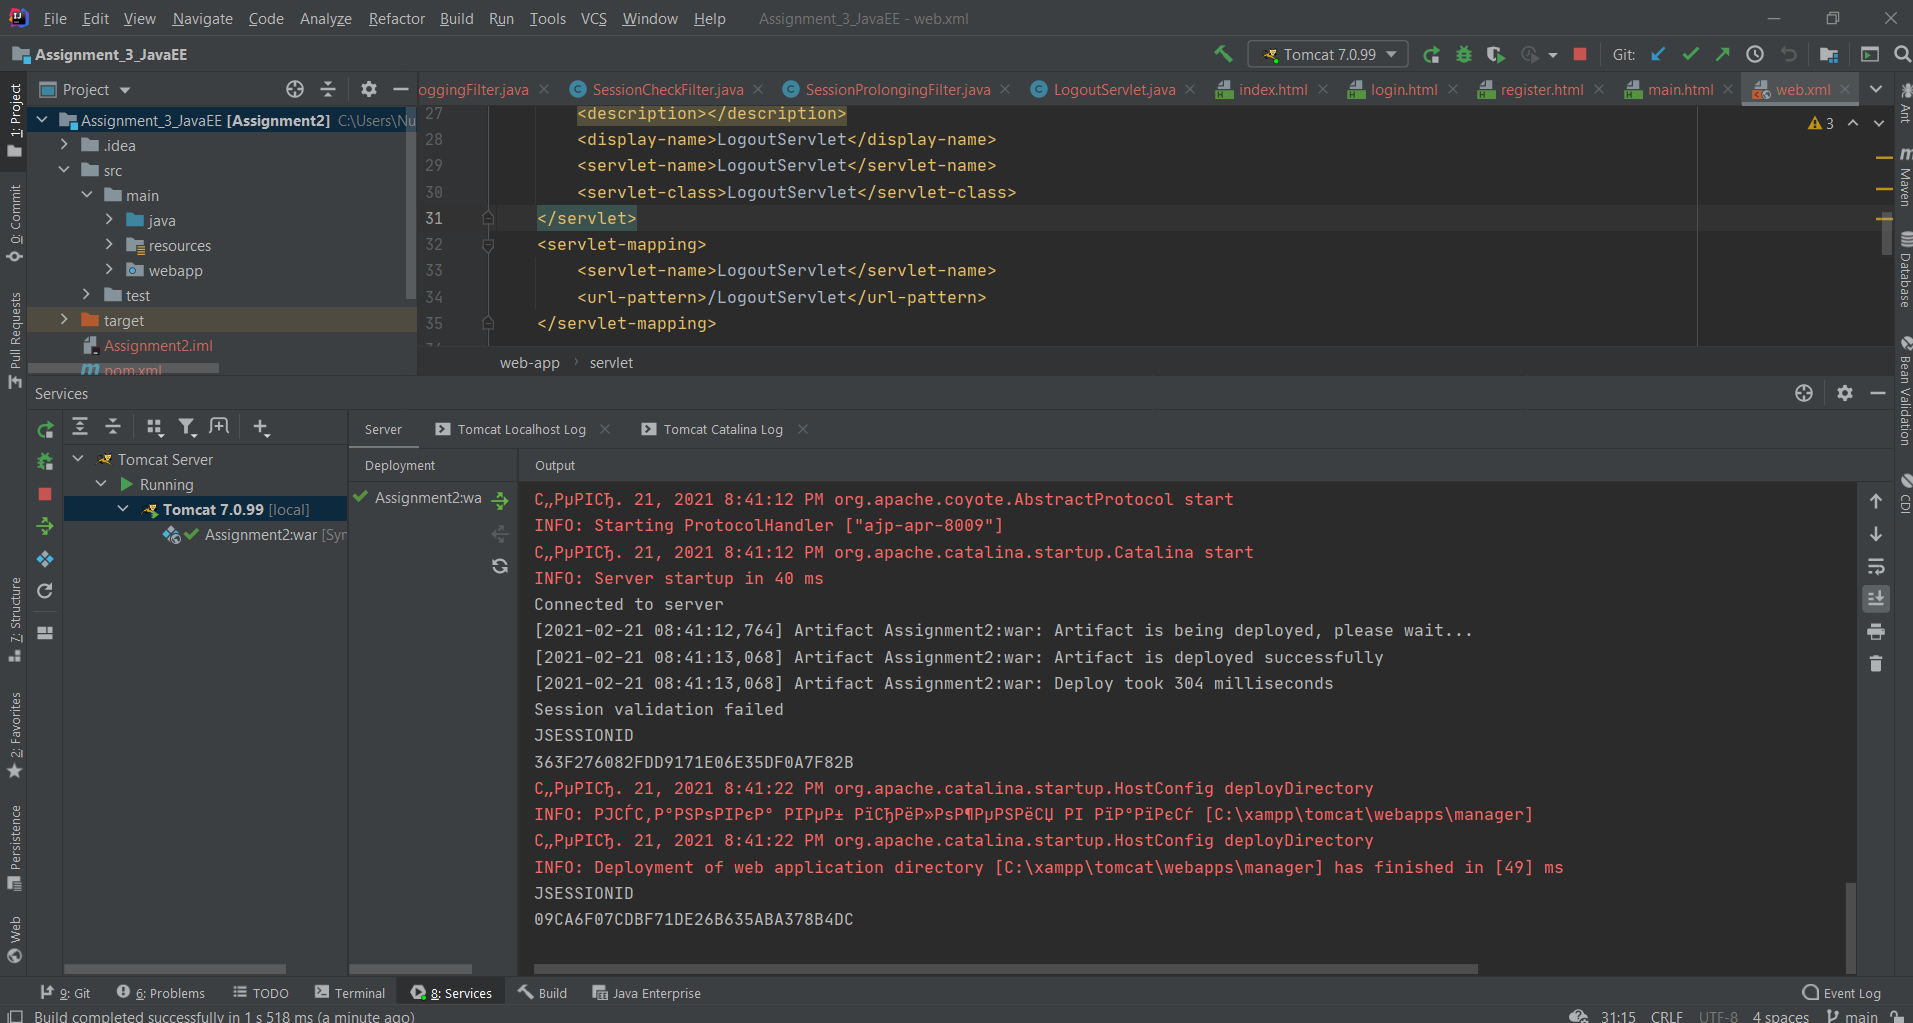 File Edit View Navigate Code Analyze Refactor Build Run Tools VCS Window Help Assignment_3_JavaEE - web.xml
Assignment_3_JavaEE Tomcat 7.0.99 Git:
Project oggingFilter.java SessionCheckFilter.java SessionProlongingFilter.java LogoutServlet.java index.html login.html register.html main.html web.xml
1: Project
0: Commit
Pull Requests
7: Structure
2: Favorites
Persistence
Web
Assignment_3_JavaEE [Assignment2] C:\Users\Nu
.idea
src
main
java
resources
webapp
test
target
Assignment2.iml
pom.xml
27 <description></description>
28 <display-name>LogoutServlet</display-name>
29 <servlet-name>LogoutServlet</servlet-name>
30 <servlet-class>LogoutServlet</servlet-class>
31 </servlet>
32 <servlet-mapping>
33 <servlet-name>LogoutServlet</servlet-name>
34 <url-pattern>/LogoutServlet</url-pattern>
35 </servlet-mapping>
3
web-app servlet
Ant
Maven
Database
Bean Validation
CDI
Services
Server Tomcat Localhost Log Tomcat Catalina Log
Tomcat Server
Running
Tomcat 7.0.99 [local]
Assignment2:war [Syn
Deployment
Assignment2:wa
Output
С„РµРІСЂ. 21, 2021 8:41:12 PM org.apache.coyote.AbstractProtocol start
INFO: Starting ProtocolHandler ["ajp-apr-8009"]
С„РµРІСЂ. 21, 2021 8:41:12 PM org.apache.catalina.startup.Catalina start
INFO: Server startup in 40 ms
Connected to server
[2021-02-21 08:41:12,764] Artifact Assignment2:war: Artifact is being deployed, please wait...
[2021-02-21 08:41:13,068] Artifact Assignment2:war: Artifact is deployed successfully
[2021-02-21 08:41:13,068] Artifact Assignment2:war: Deploy took 304 milliseconds
Session validation failed
JSESSIONID
363F276082FDD9171E06E35DF0A7F82B
С„РµРІСЂ. 21, 2021 8:41:22 PM org.apache.catalina.startup.HostConfig deployDirectory
INFO: [C:\xampp\tomcat\webapps\manager]
С„РµРІСЂ. 21, 2021 8:41:22 PM org.apache.catalina.startup.HostConfig deployDirectory
INFO: Deployment of web application directory [C:\xampp\tomcat\webapps\manager] has finished in [49] ms
JSESSIONID
09CA6F07CDBF71DE26B635ABA378B4DC
9: Git 6: Problems TODO Terminal 8: Services Build Java Enterprise Event Log
Build completed successfully in 1 s 518 ms (a minute ago) 31:15 CRLF UTF-8 4 spaces main